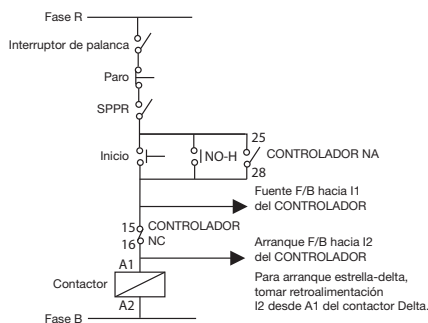 Fase R
Interruptor de palanca
Paro
SPPR
25
Inicio
NO-H
CONTROLADOR NA
28
Fuente F/B hacia I1
del CONTROLADOR
15
CONTROLADOR
16
NC
Arranque F/B hacia I2
del CONTROLADOR
A1
Contactor
Para arranque estrella-delta,
tomar retroalimentación
I2 desde A1 del contactor Delta.
A2
Fase B